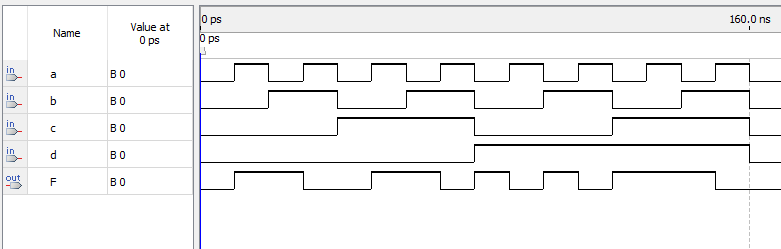 Name Value at 0 ps 0 ps 160.0 ns
0 ps
in a B 0
in b B 0
in c B 0
in d B 0
out F B 0